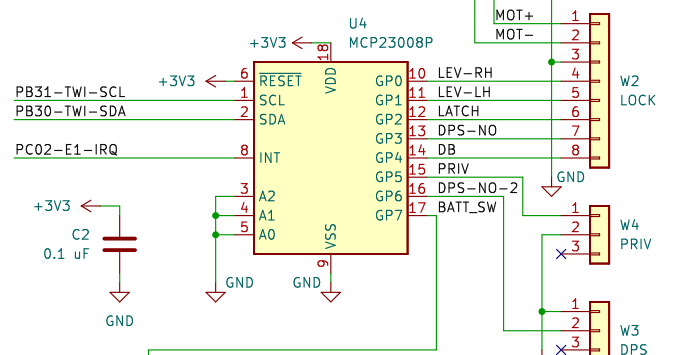 MOT+ 1
U4
MCP23008P
+3V3 18 MOT- 2
VDD 3
+3V3 6 RESET GP0 10 LEV-RH 4 W2
PB31-TWI-SCL 1 SCL GP1 11 LEV-LH 5 LOCK
PB30-TWI-SDA 2 SDA GP2 12 LATCH 6
GP3 13 DPS-NO 7
PC02-E1-IRQ 8 INT GP4 14 DB 8
GP5 15 PRIV GND
3 A2 GP6 16 DPS-NO-2
+3V3 4 A1 GP7 17 BATT_SW 1 W4
C2 5 A0 VSS 2 PRIV
0.1 uF 3
9
GND GND
GND 1
2 W3
3 DPS